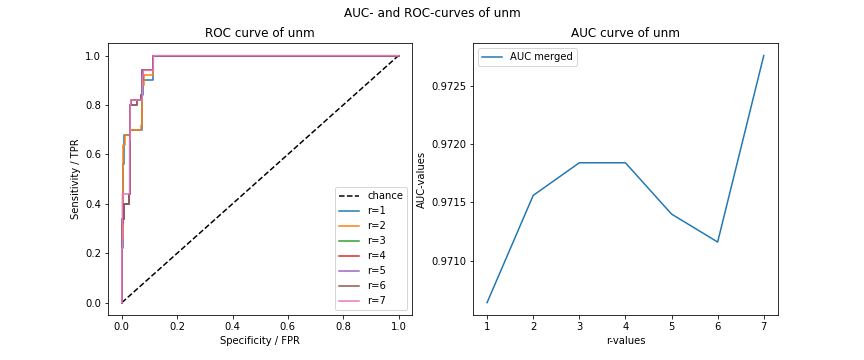 AUC- and ROC-curves of unm
ROC curve of unm
Sensitivity / TPR
1.0
0.8
0.6
0.4
0.2
0.0
chance
r=1
r=2
r=3
r=4
r=5
r=6
r=7
0.0 0.2 0.4 0.6 0.8 1.0
Specificity / FPR
AUC curve of unm
AUC merged
AUC-values
0.9725
0.9720
0.9715
0.9710
1 2 3 4 5 6 7
r-values